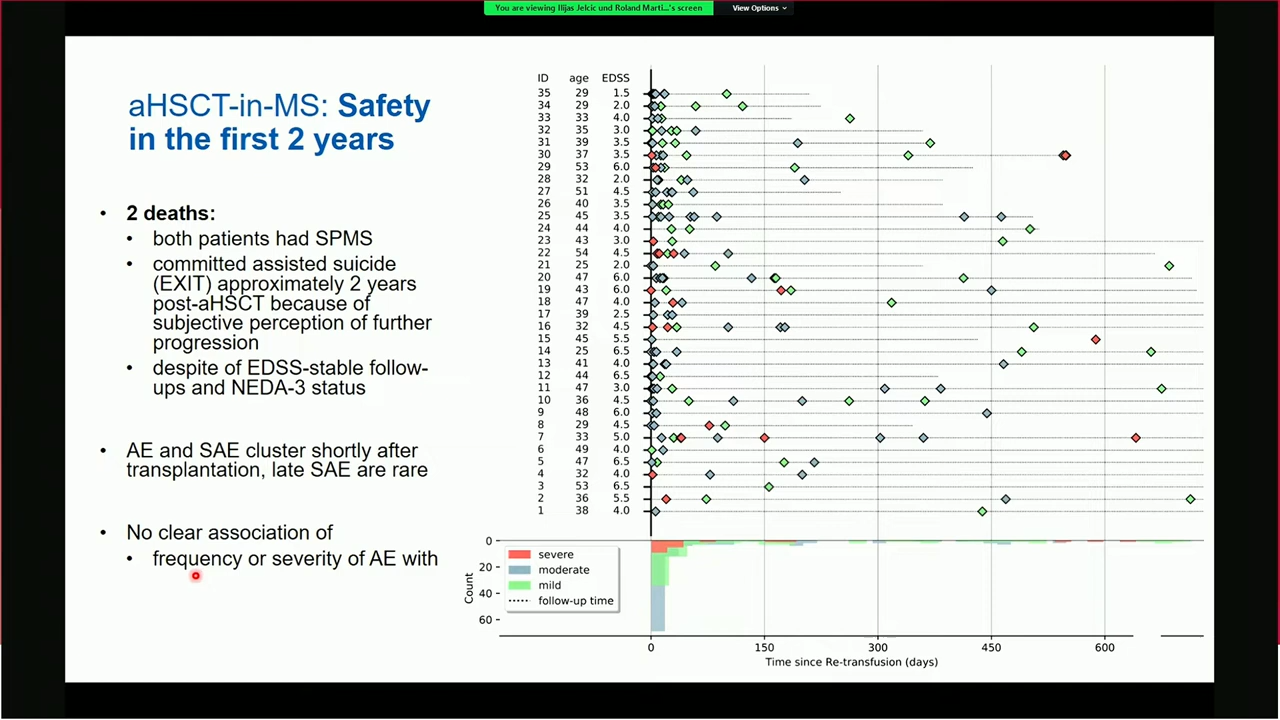 You are viewing Ilijas Jelcic und Roland Marti...'s screen
View Options
aHSCT-in-MS: Safety
in the first 2 years
• 2 deaths:
• both patients had SPMS
• committed assisted suicide
(EXIT) approximately 2 years
post-aHSCT because of
subjective perception of further
progression
• despite of EDSS-stable follow-
ups and NEDA-3 status
• AE and SAE cluster shortly after
transplantation, late SAE are rare
• No clear association of
• frequency or severity of AE with
ID age EDSS
35 29 1.5
34 29 2.0
33 33 4.0
32 35 3.0
31 39 3.5
30 37 3.5
29 53 6.0
28 32 2.0
27 51 4.5
26 40 3.5
25 45 3.5
24 44 4.0
23 43 3.0
22 54 4.5
21 25 2.0
20 47 6.0
19 43 6.0
18 47 4.0
17 39 2.5
16 32 4.5
15 45 5.5
14 25 6.5
13 41 4.0
12 44 6.5
11 47 3.0
10 36 4.5
9 48 6.0
8 29 4.5
7 33 5.0
6 49 4.0
5 47 6.5
4 32 4.0
3 53 6.5
2 36 5.5
1 38 4.0
0
20
40
60
Count
severe
moderate
mild
follow-up time
0 150 300 450 600
Time since Re-transfusion (days)